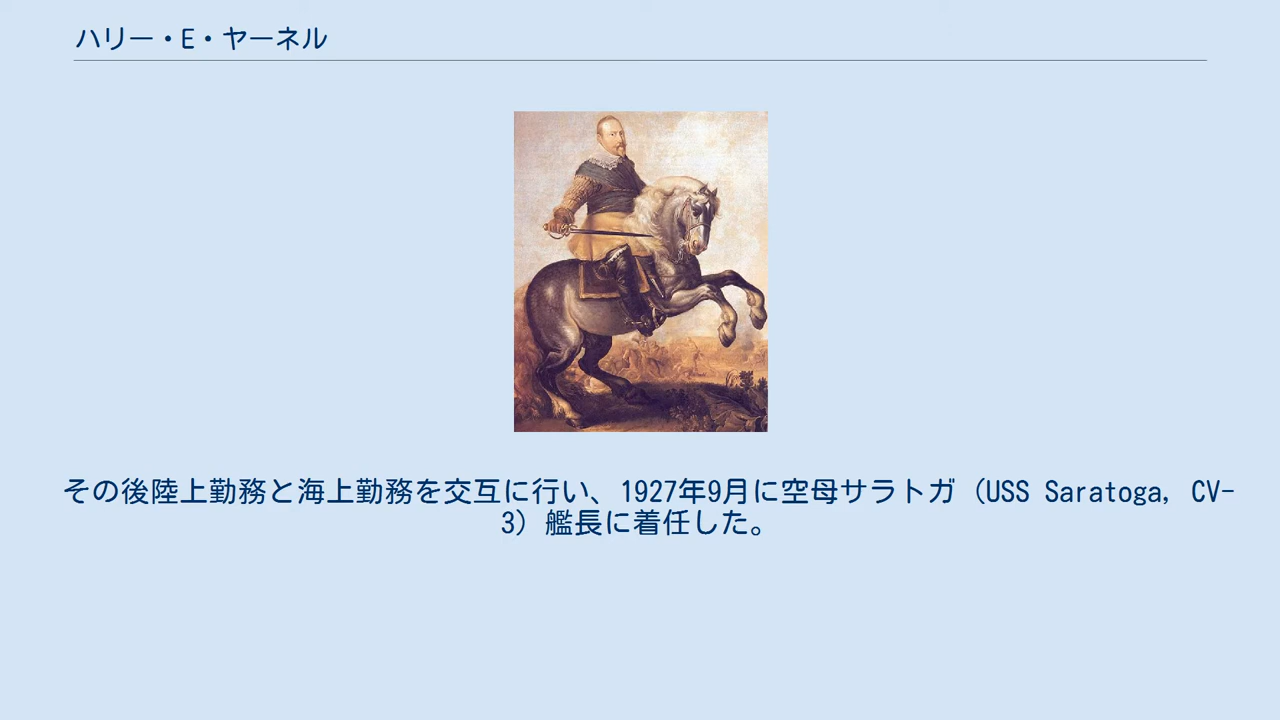 ハリー・E・ヤーネル
その後陸上勤務と海上勤務を交互に行い、1927年9月に空母サラトガ（USS Saratoga, CV-
3）艦長に着任した。